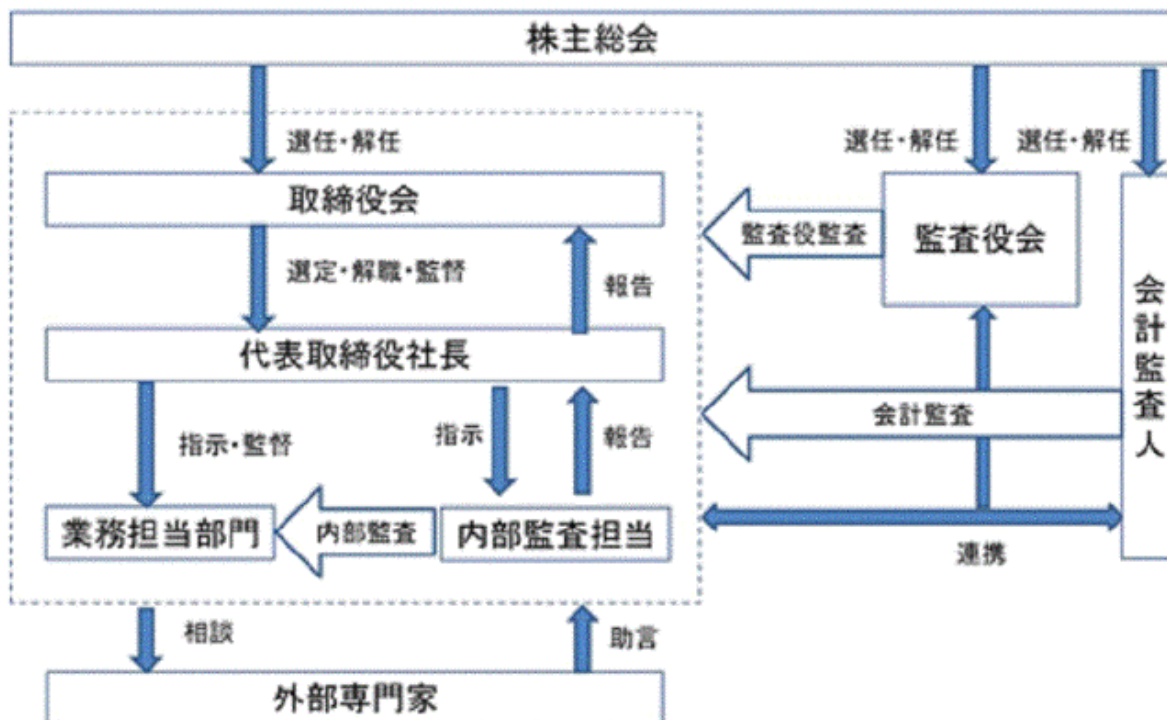 株主総会
選任・解任
選任・解任
選任・解任
取締役会
監査役監査
監査役会
選定・解職・監督
報告
会計監査人
代表取締役社長
会計監査
指示・監督
指示
報告
業務担当部門
内部監査
内部監査担当
連携
相談
助言
外部専門家